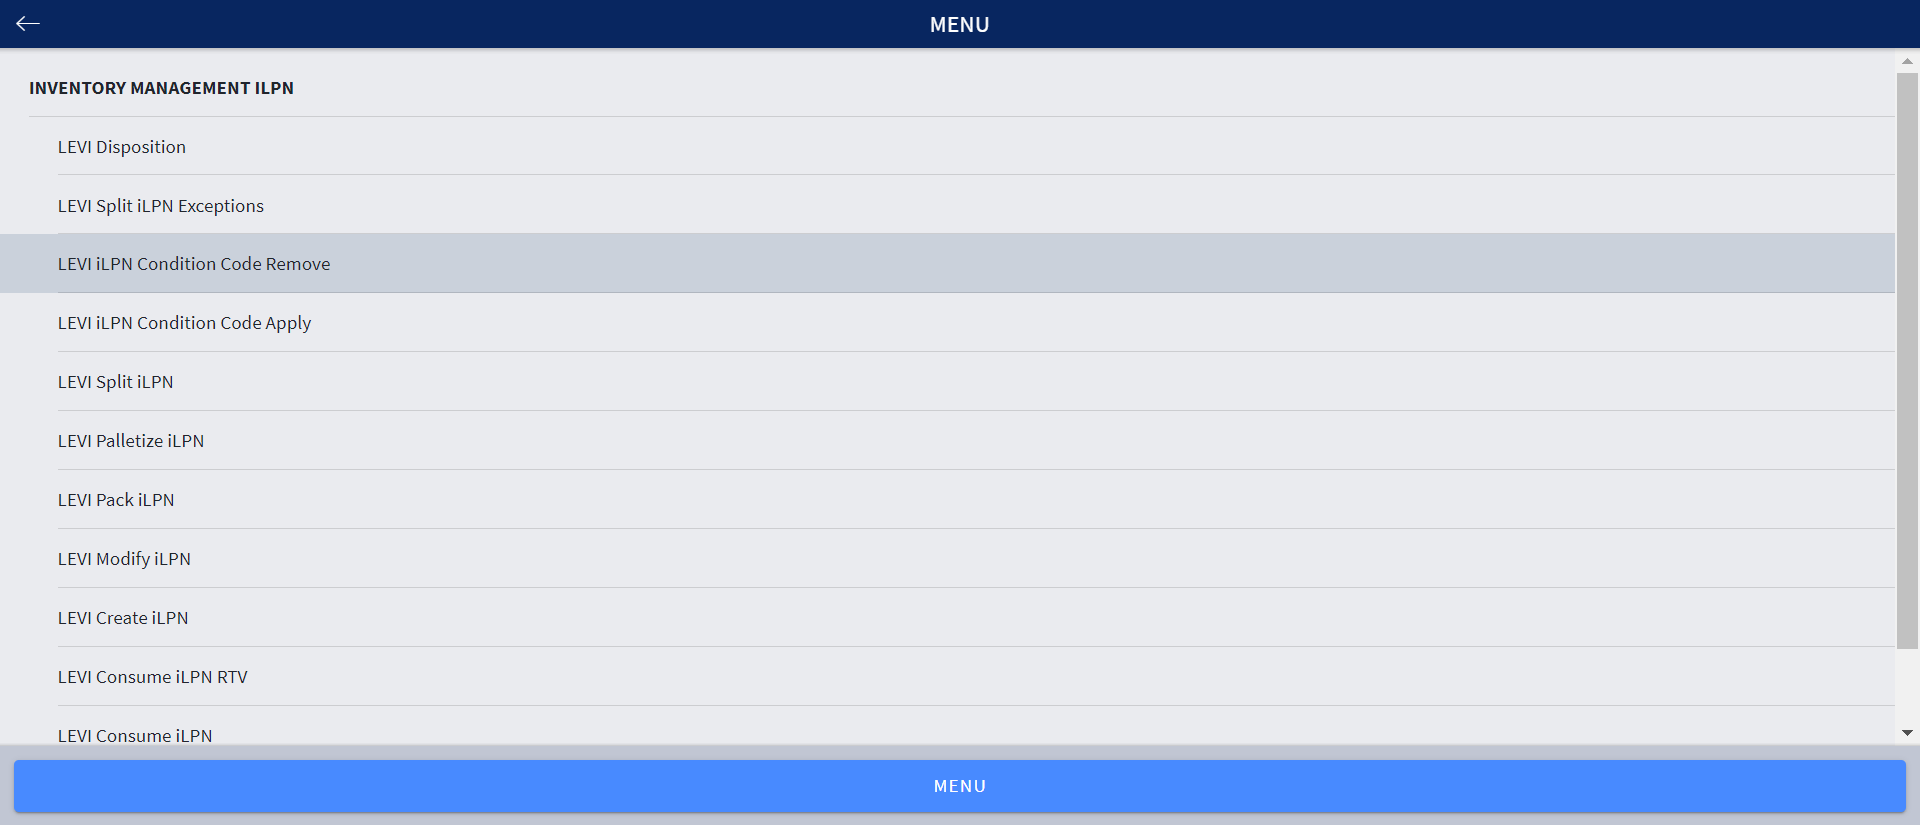 MENU
INVENTORY MANAGEMENT ILPN
LEVI Disposition
LEVI Split iLPN Exceptions
LEVI iLPN Condition Code Remove
LEVI iLPN Condition Code Apply
LEVI Split iLPN
LEVI Palletize iLPN
LEVI Pack iLPN
LEVI Modify iLPN
LEVI Create iLPN
LEVI Consume iLPN RTV
LEVI Consume iLPN
MENU